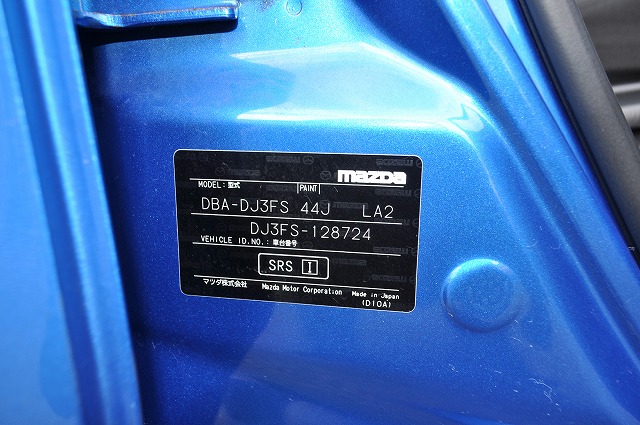 mazda
MODEL: 型式 PAINT
DBA-DJ3FS 44J LA2
DJ3FS-128724
VEHICLE ID.NO.: 車台番号
SRS I
マツダ株式会社 Mazda Motor Corporation Made in Japan
(D10A)